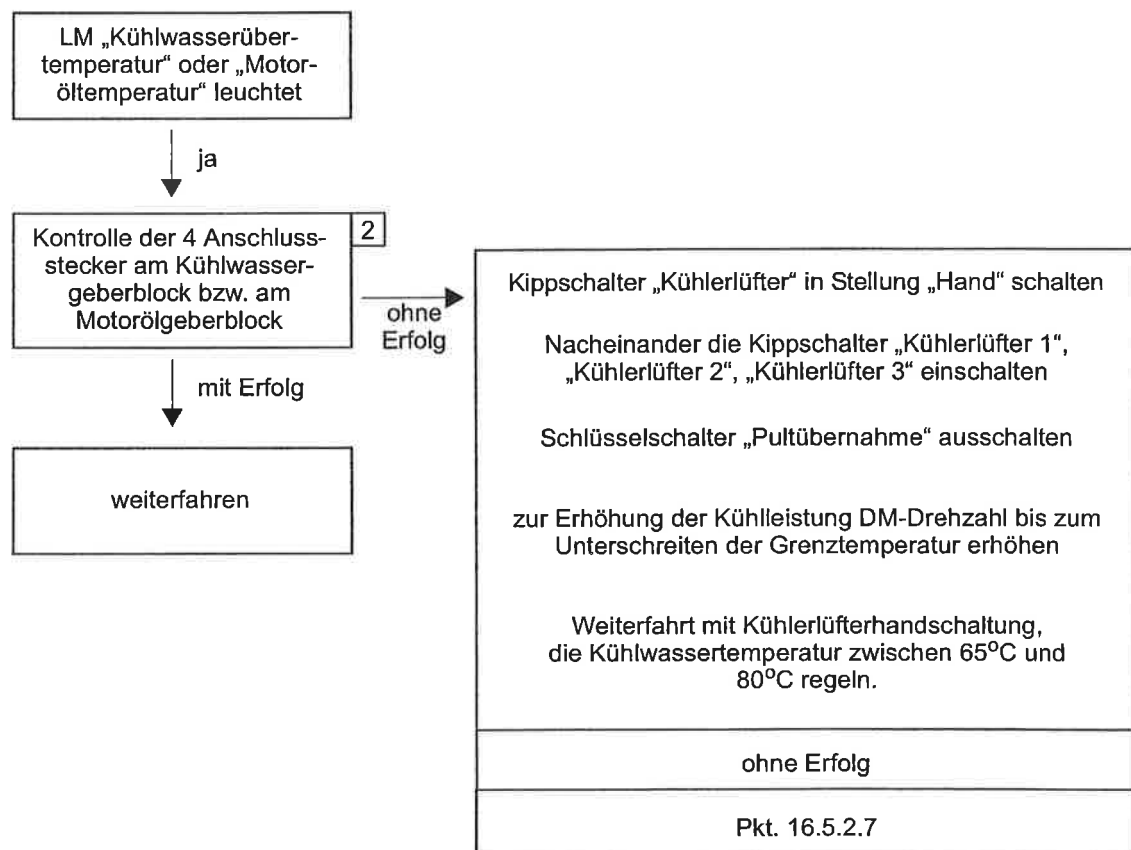 LM „Kühlwasserüber-
temperatur“ oder „Motor-
öltemperatur“ leuchtet
ja
Kontrolle der 4 Anschluss-
stecker am Kühlwasser-
geberblock bzw. am
Motorölgeberblock
2
ohne
Erfolg
mit Erfolg
weiterfahren
Kippschalter „Kühlerlüfter“ in Stellung „Hand“ schalten
Nacheinander die Kippschalter „Kühlerlüfter 1“,
„Kühlerlüfter 2“, „Kühlerlüfter 3“ einschalten
Schlüsselschalter „Pultübernahme“ ausschalten
zur Erhöhung der Kühlleistung DM-Drehzahl bis zum
Unterschreiten der Grenztemperatur erhöhen
Weiterfahrt mit Kühlerlüfterhandschaltung,
die Kühlwassertemperatur zwischen 65°C und
80°C regeln.
ohne Erfolg
Pkt. 16.5.2.7